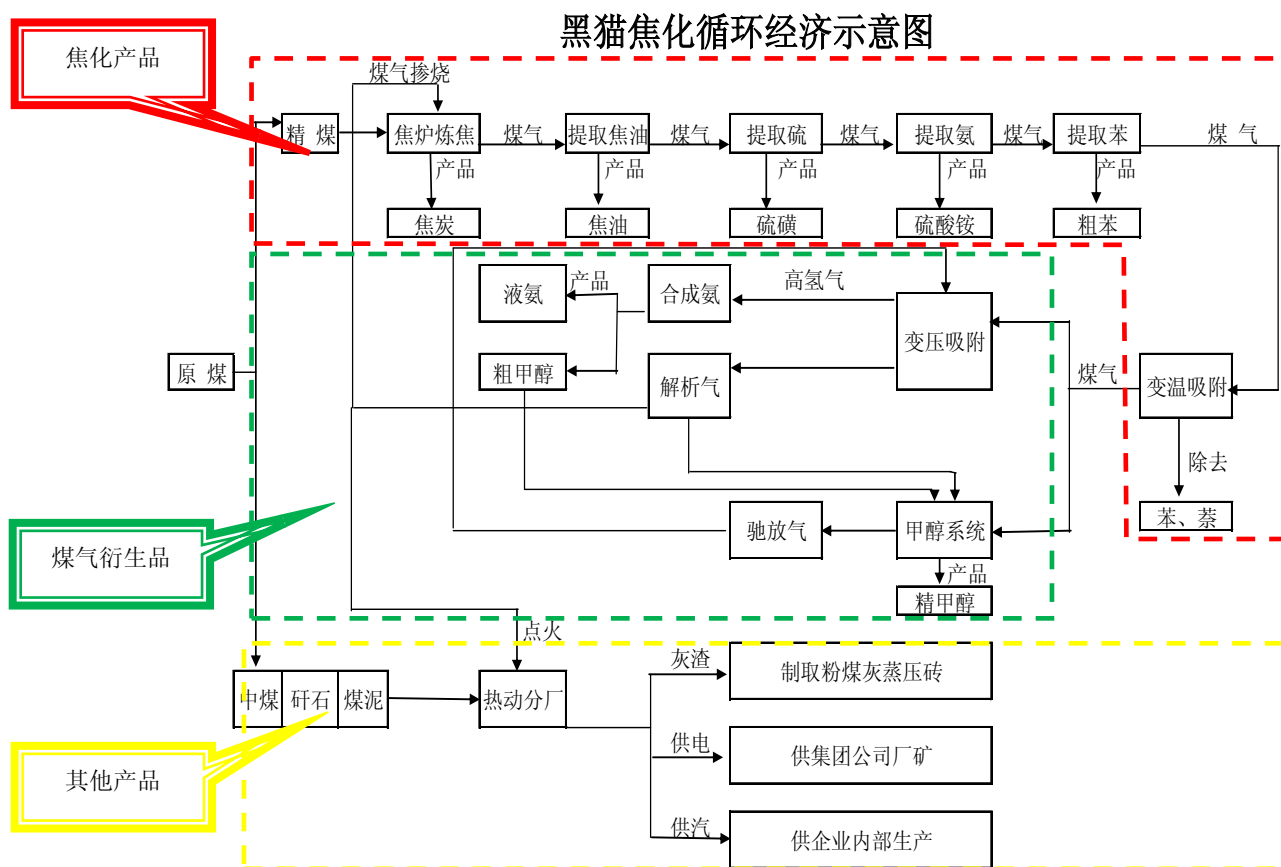 黑猫焦化循环经济示意图
焦化产品
煤气掺烧
精 煤
焦炉炼焦
煤气
提取焦油
煤气
提取硫
煤气
提取氨
煤气
提取苯
煤 气
产品
产品
产品
产品
产品
焦炭
焦油
硫磺
硫酸铵
粗苯
液氨
产品
合成氨
高氢气
变压吸附
原 煤
粗甲醇
解析气
煤气
变温吸附
除去
苯、萘
驰放气
甲醇系统
煤气衍生品
产品
精甲醇
点火
中煤
矸石
煤泥
热动分厂
灰渣
制取粉煤灰蒸压砖
供电
供集团公司厂矿
其他产品
供汽
供企业内部生产